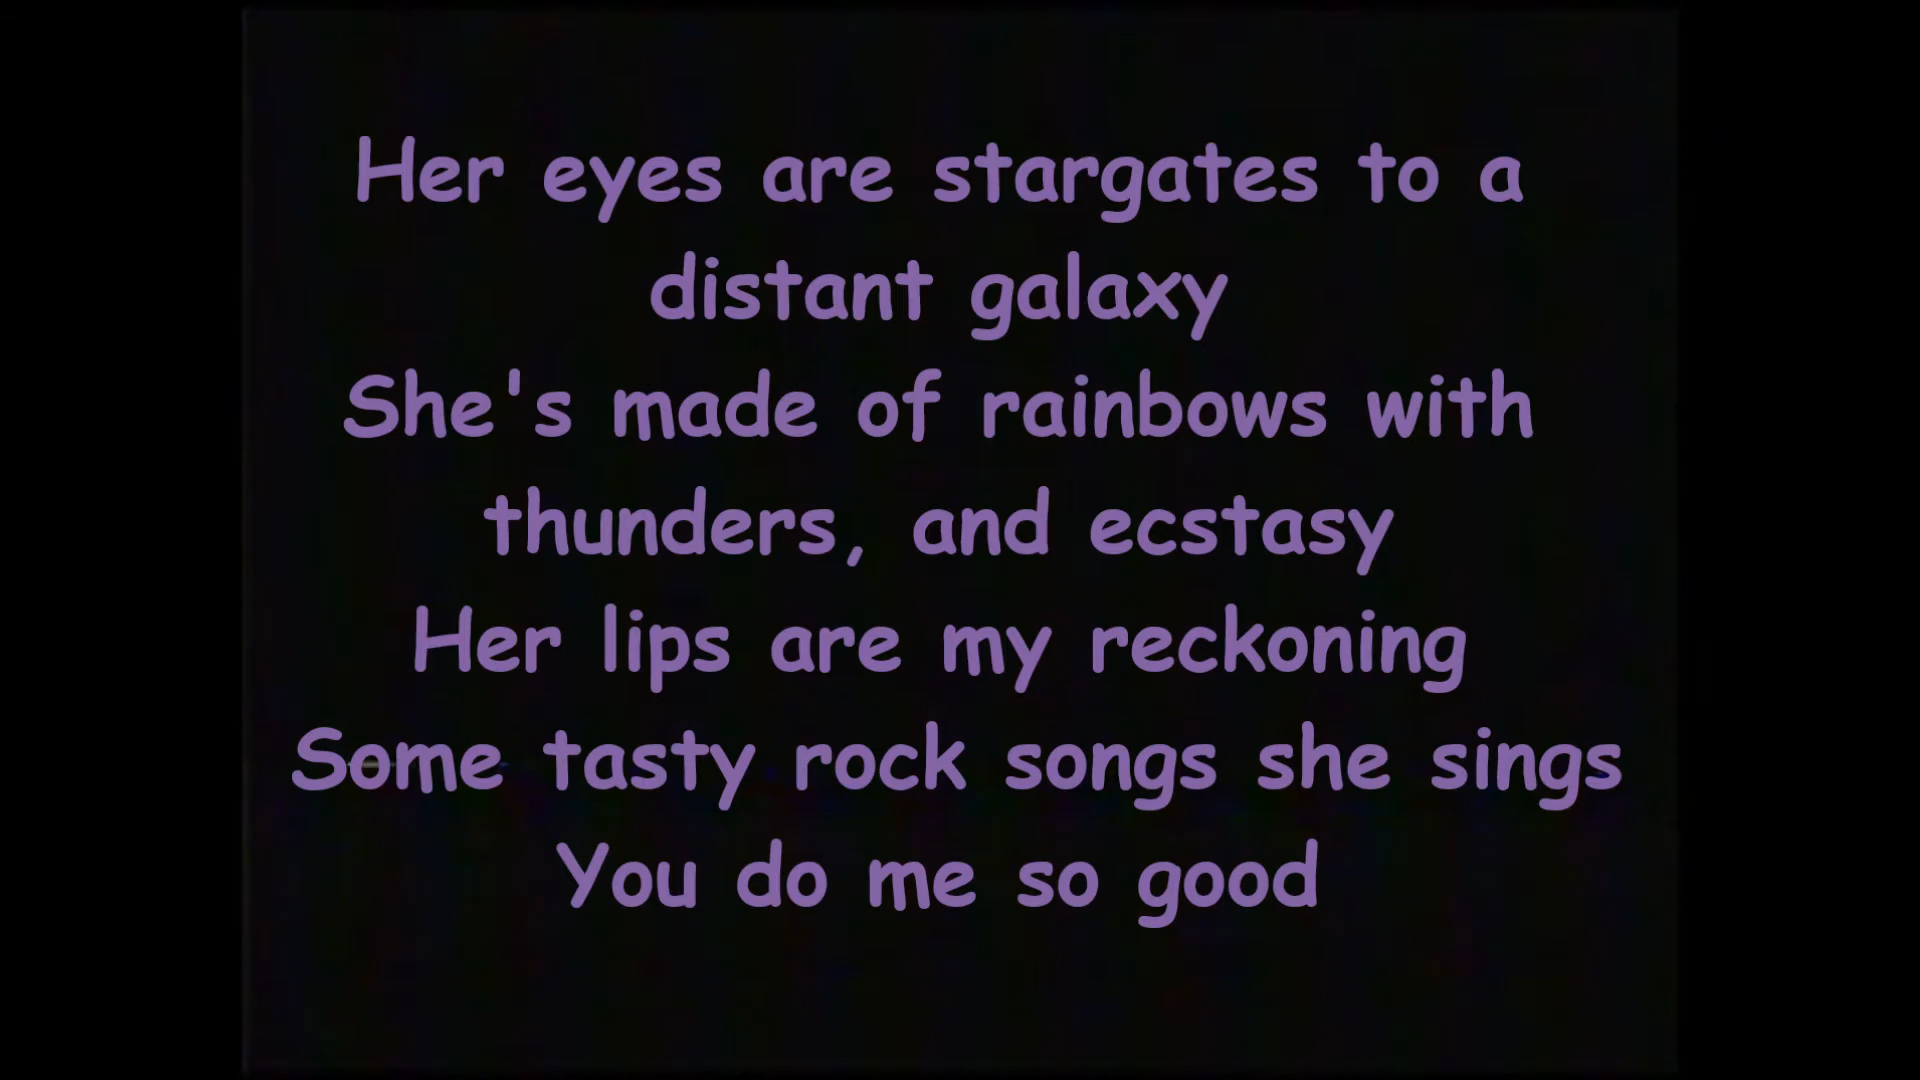 Her eyes are stargates to a
distant galaxy
She's made of rainbows with
thunders, and ecstasy
Her lips are my reckoning
Some tasty rock songs she sings
You do me so good